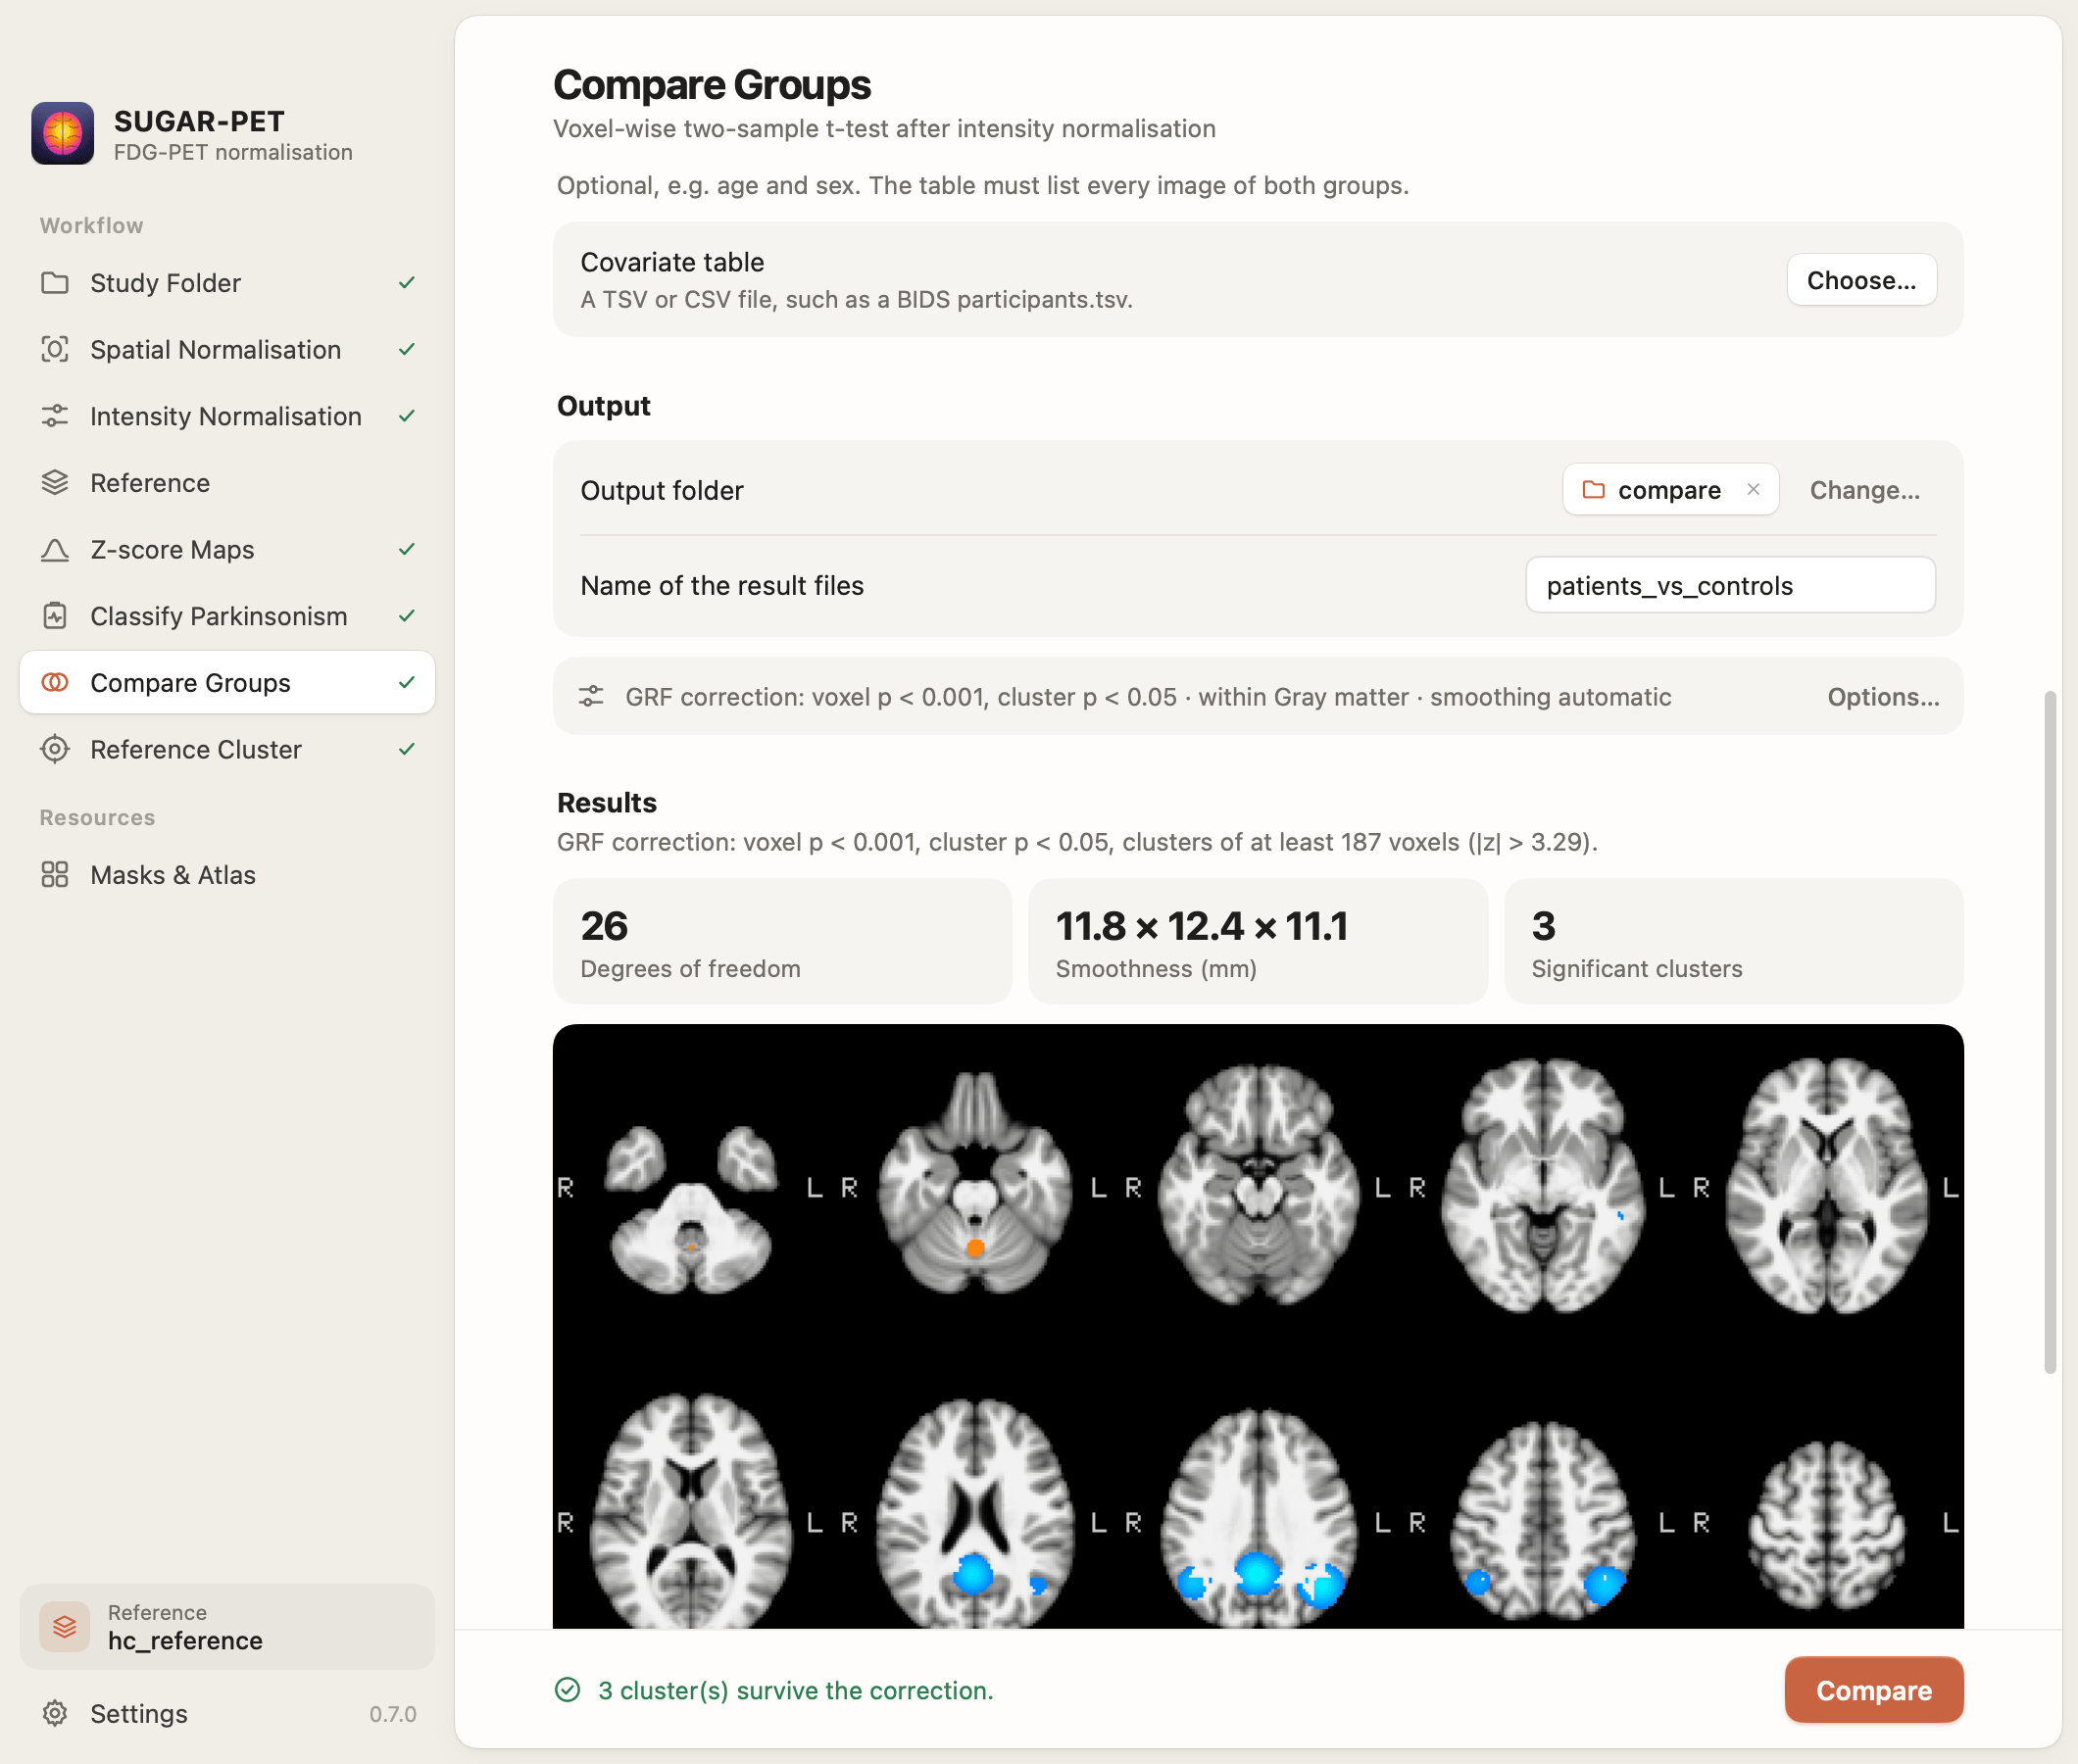 SUGAR-PET
FDG-PET normalisation
Workflow
Study Folder
Spatial Normalisation
Intensity Normalisation
Reference
Z-score Maps
Classify Parkinsonism
Compare Groups
Reference Cluster
Resources
Masks & Atlas
Reference
hc_reference
Settings 0.7.0
Compare Groups
Voxel-wise two-sample t-test after intensity normalisation
Optional, e.g. age and sex. The table must list every image of both groups.
Covariate table
A TSV or CSV file, such as a BIDS participants.tsv.
Choose...
Output
Output folder compare Change...
Name of the result files patients_vs_controls
GRF correction: voxel p < 0.001, cluster p < 0.05 · within Gray matter · smoothing automatic Options...
Results
GRF correction: voxel p < 0.001, cluster p < 0.05, clusters of at least 187 voxels (|z| > 3.29).
26
Degrees of freedom
11.8 × 12.4 × 11.1
Smoothness (mm)
3
Significant clusters
R L R L R L R L R L
R L R L R L R L R L
3 cluster(s) survive the correction.
Compare